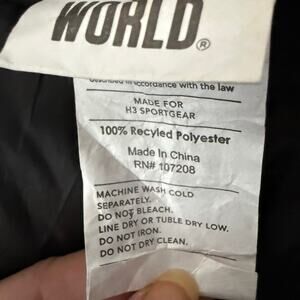 WORLD®
described in accordance with the law
MADE FOR
H3 SPORTGEAR
100% Recyled Polyester
Made In China
RN# 107208
MACHINE WASH COLD
SEPARATELY.
DO NOT BLEACH.
LINE DRY OR TUBLE DRY LOW.
DO NOT IRON.
DO NOT DRY CLEAN.